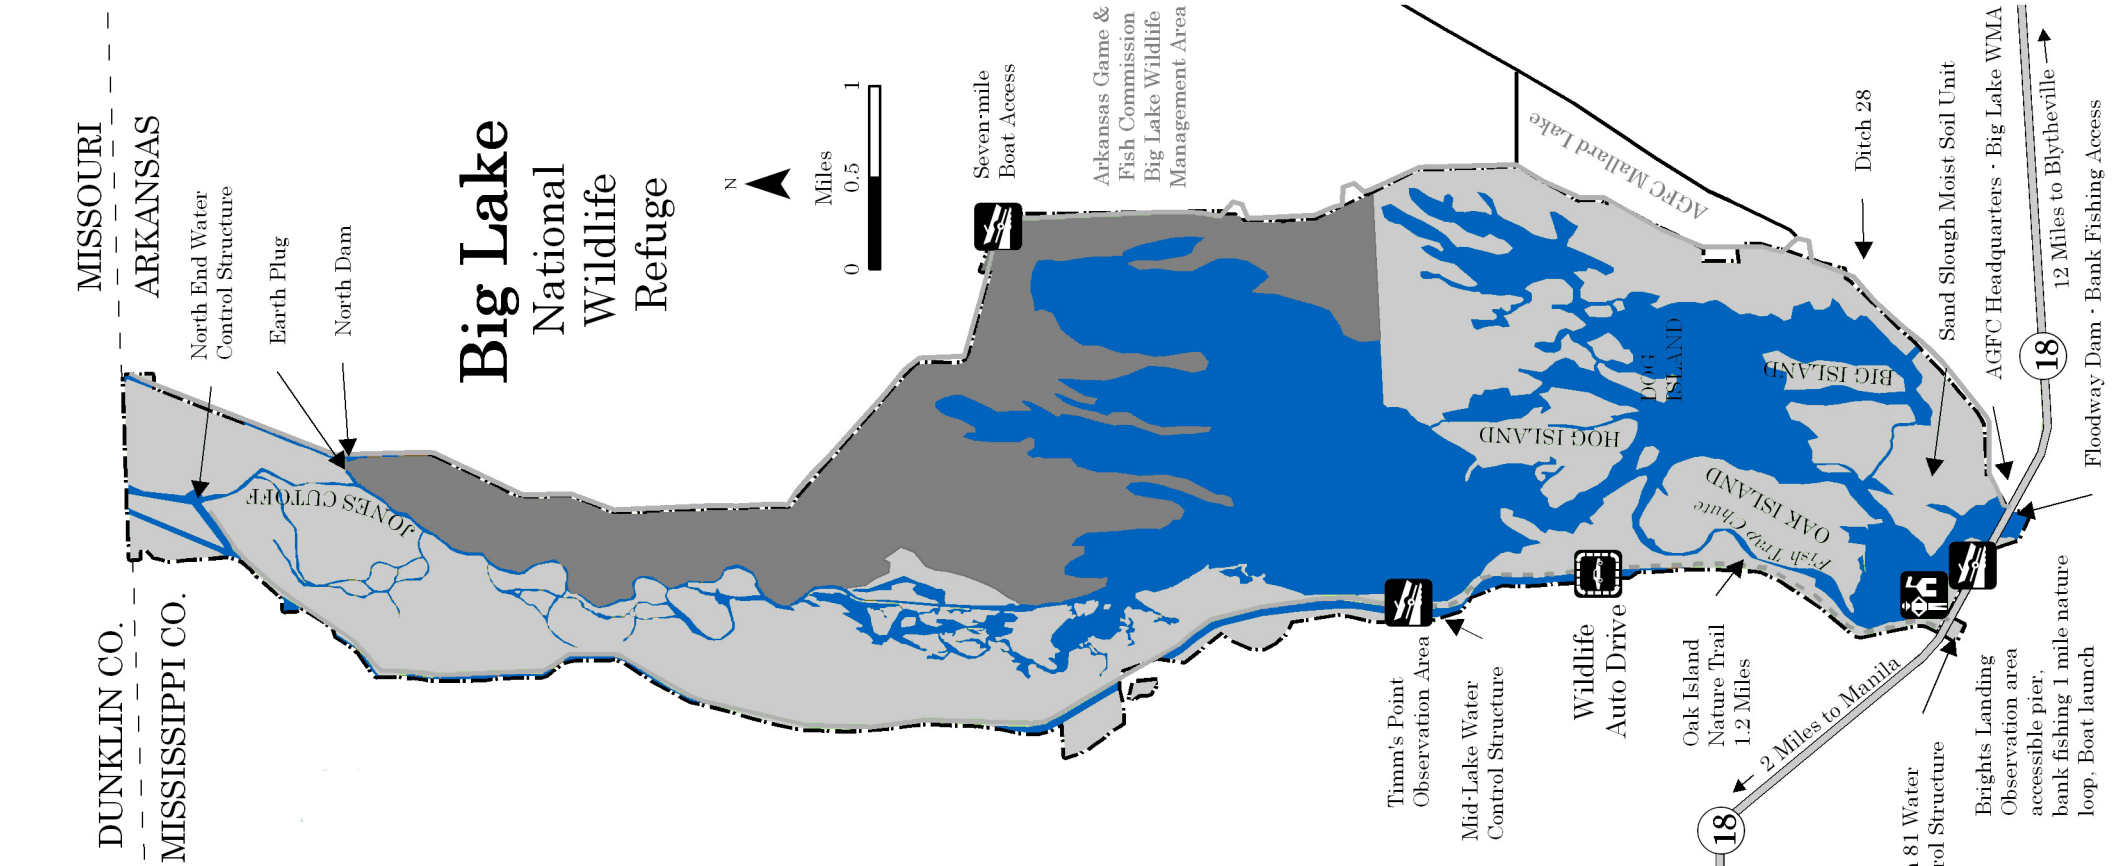 MISSOURI
ARKANSAS
DUNKLIN CO.
MISSISSIPPI CO.
North End Water
Control Structure
Earth Plug
North Dam
JONES CUTOFF
Big Lake
National
Wildlife
Refuge
N
Miles
0 0.5 1
Seven-mile
Boat Access
Arkansas Game &
Fish Commission
Big Lake Wildlife
Management Area
AGFC Mallard Lake
Ditch 28
Sand Slough Moist Soil Unit
AGFC Headquarters - Big Lake WMA
12 Miles to Blytheville
18
Floodway Dam - Bank Fishing Access
DOG
ISLAND
BIG ISLAND
HOG ISLAND
OAK ISLAND
Fish Trap Chute
Timm's Point
Observation Area
Mid-Lake Water
Control Structure
Wildlife
Auto Drive
Oak Island
Nature Trail
1.2 Miles
2 Miles to Manila
18
81 Water
Structure
Brights Landing
Observation area
accessible pier,
bank fishing 1 mile nature
loop, Boat launch